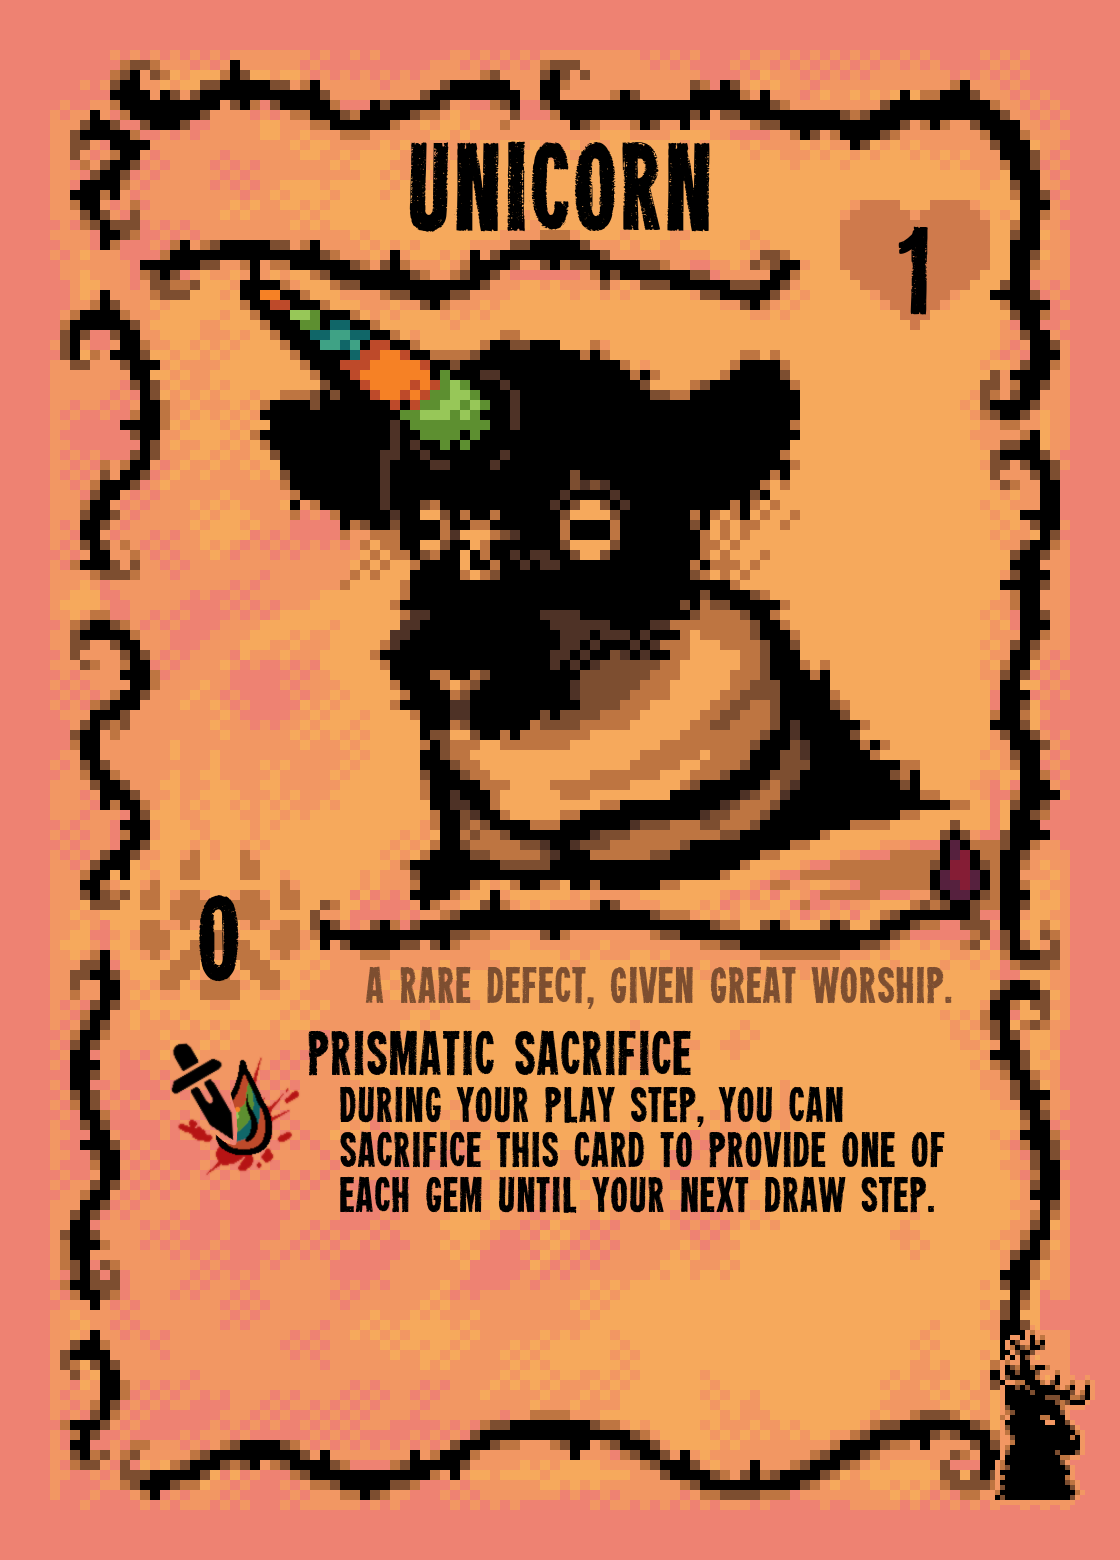 UNICORN
1
0
A RARE DEFECT, GIVEN GREAT WORSHIP.
PRISMATIC SACRIFICE
DURING YOUR PLAY STEP, YOU CAN
SACRIFICE THIS CARD TO PROVIDE ONE OF
EACH GEM UNTIL YOUR NEXT DRAW STEP.